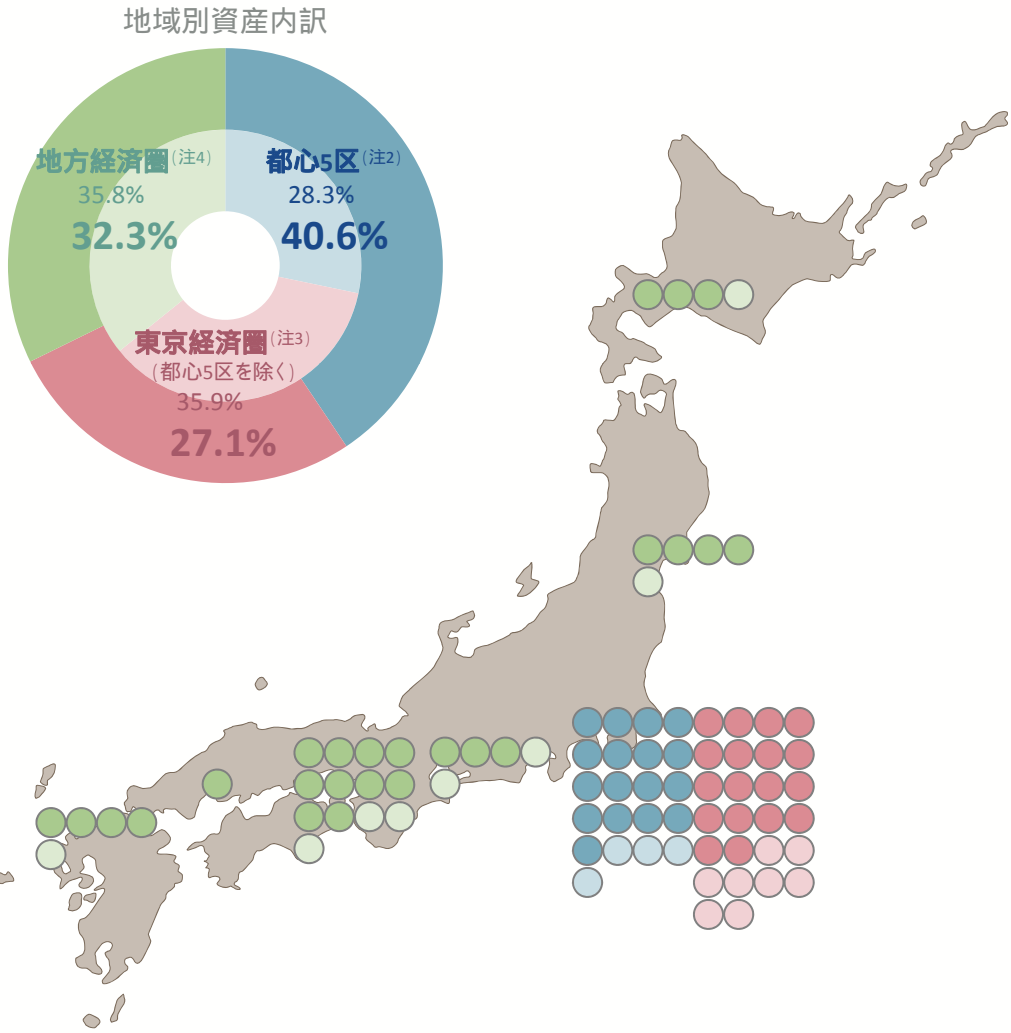 地域別資産内訳
地方経済圏(注4)
35.8%
32.3%
都心5区(注2)
28.3%
40.6%
東京経済圏(注3)
(都心5区を除く)
35.9%
27.1%